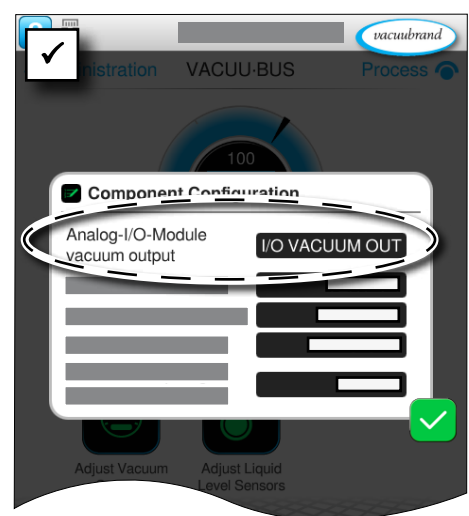 vacuubrand
nistration VACUU·BUS Process
100
Component Configuration
Analog-I/O-Module
vacuum output
I/O VACUUM OUT
Adjust Vacuum
Adjust Liquid
Level Sensors